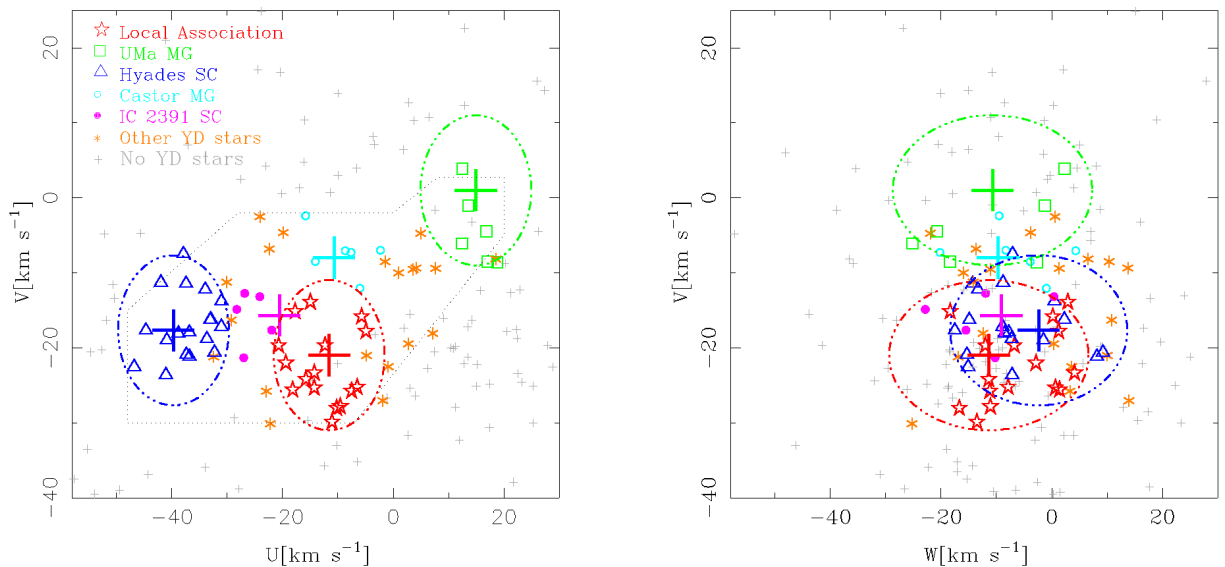 Local Association
UMa MG
Hyades SC
Castor MG
IC 2391 SC
Other YD stars
No YD stars
20
0
−20
−40
V[km s⁻¹]
−40
−20
0
20
U[km s⁻¹]
20
0
−20
−40
V[km s⁻¹]
−40
−20
0
20
W[km s⁻¹]